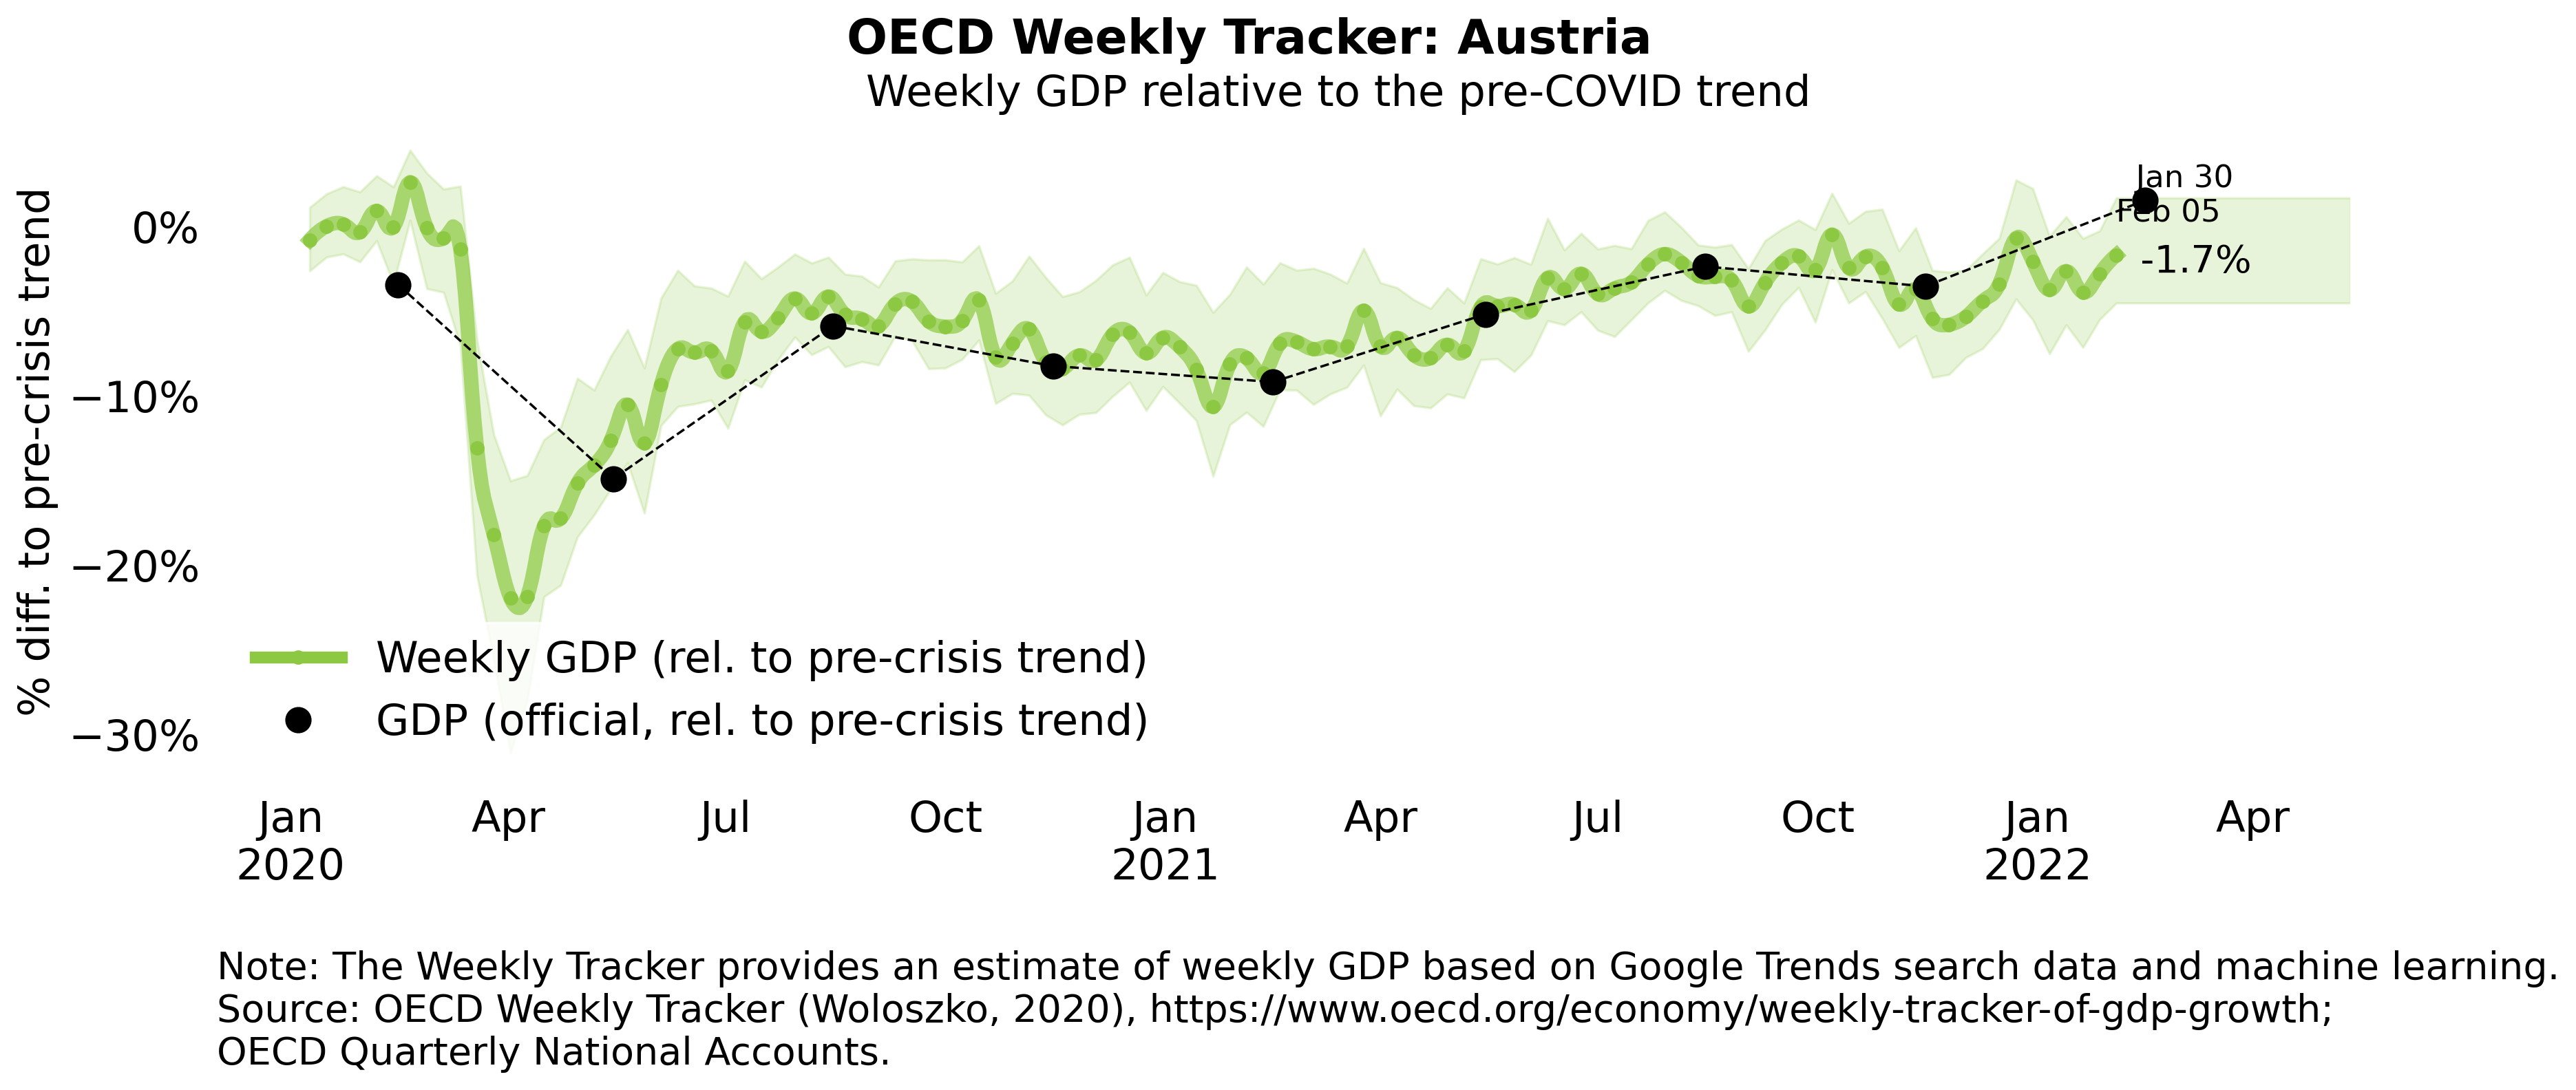 OECD Weekly Tracker: Austria
Weekly GDP relative to the pre-COVID trend
% diff. to pre-crisis trend
0%
−10%
−20%
−30%
Jan 30
Feb 05
-1.7%
Weekly GDP (rel. to pre-crisis trend)
GDP (official, rel. to pre-crisis trend)
Jan Apr Jul Oct Jan Apr Jul Oct Jan Apr
2020 2021 2022
Note: The Weekly Tracker provides an estimate of weekly GDP based on Google Trends search data and machine learning.
Source: OECD Weekly Tracker (Woloszko, 2020), https://www.oecd.org/economy/weekly-tracker-of-gdp-growth;
OECD Quarterly National Accounts.